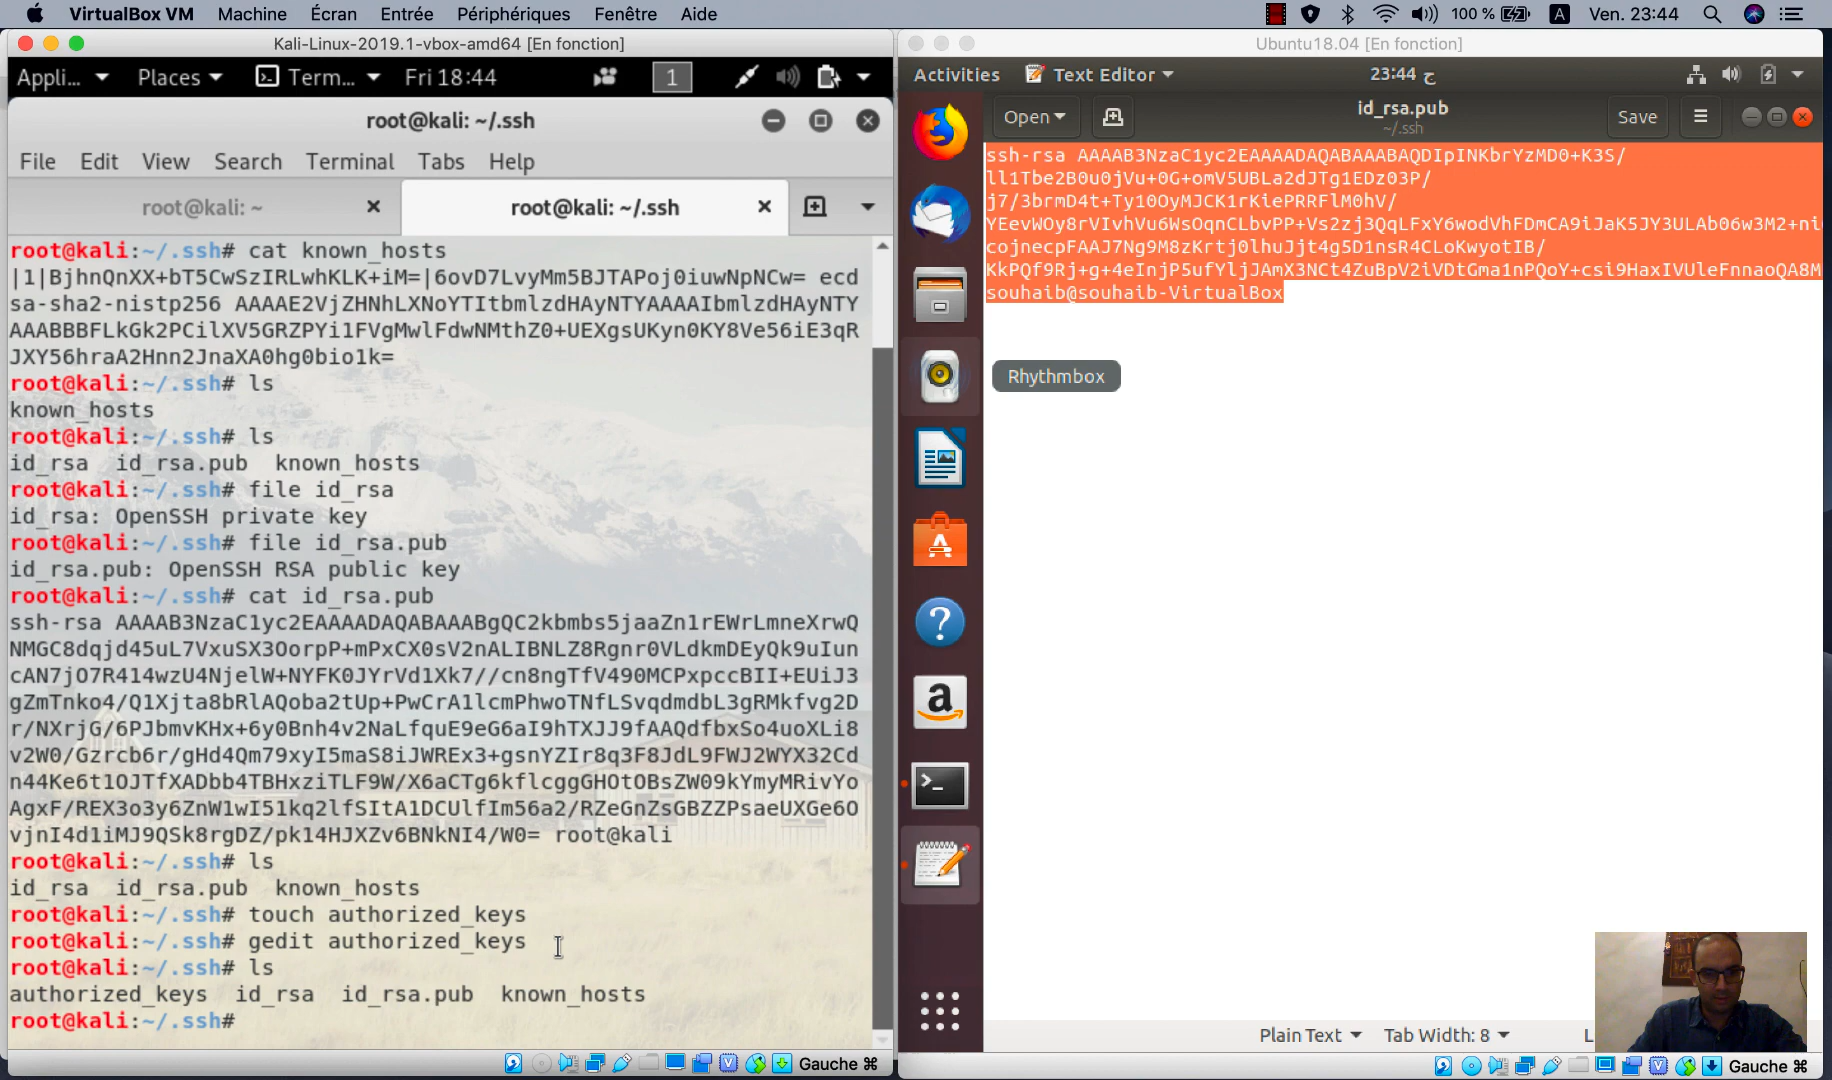 VirtualBox VM Machine Écran Entrée Périphériques Fenêtre Aide 100 % A Ven. 23:44
Kali-Linux-2019.1-vbox-amd64 [En fonction]
Appli... Places Term... Fri 18:44 1
root@kali: ~/.ssh
File Edit View Search Terminal Tabs Help
root@kali: ~
root@kali: ~/.ssh
root@kali:~/.ssh# cat known_hosts
|1|BjhnQnXX+bT5CwSzIRLwhKLK+iM=|6ovD7LvyMm5BJTAPoj0iuwNpNCw= ecd
sa-sha2-nistp256 AAAAE2VjZHNhLXNoYTItbmlzdHAyNTYAAAAIbmlzdHAyNTY
AAABBBFLkGk2PCilXV5GRZPYi1FVgMwlFdwNMthZ0+UEXgsUKyn0KY8Ve56iE3qR
JXY56hraA2Hnn2JnaXA0hg0bio1k=
root@kali:~/.ssh# ls
known_hosts
root@kali:~/.ssh# ls
id_rsa id_rsa.pub known_hosts
root@kali:~/.ssh# file id_rsa
id_rsa: OpenSSH private key
root@kali:~/.ssh# file id_rsa.pub
id_rsa.pub: OpenSSH RSA public key
root@kali:~/.ssh# cat id_rsa.pub
ssh-rsa AAAAB3NzaC1yc2EAAAADAQABAAABgQC2kbmbs5jaaZn1rEWrLmneXrwQ
NMGC8dqjd45uL7VxuSX3OorpP+mPxCX0sV2nALIBNLZ8Rgnr0VLdkmDEyQk9uIun
cAN7jO7R414wzU4NjelW+NYFK0JYrVd1Xk7//cn8ngTfV490MCPxpccBII+EUiJ3
gZmTnko4/Q1Xjta8bRlAQoba2tUp+PwCrA1lcmPhwoTNfLSvqdmdbL3gRMkfvg2D
r/NXrjG/6PJbmvKHx+6y0Bnh4v2NaLfquE9eG6aI9hTXJJ9fAAQdfbxSo4uoXLi8
v2W0/Gzrcb6r/gHd4Qm79xyI5maS8iJWREx3+gsnYZIr8q3F8JdL9FWJ2WYX32Cd
n44Ke6t1OJTfXADbb4TBHxziTLF9W/X6aCTg6kflcggGHOtOBsZW09kYmyMRivYo
AgxF/REX3o3y6ZnW1wI51kq2lfSItA1DCUlfIm56a2/RZeGnZsGBZZPsaeUXGe6O
vjnI4d1iMJ9QSk8rgDZ/pk14HJXZv6BNkNI4/W0= root@kali
root@kali:~/.ssh# ls
id_rsa id_rsa.pub known_hosts
root@kali:~/.ssh# touch authorized_keys
root@kali:~/.ssh# gedit authorized_keys
root@kali:~/.ssh# ls
authorized_keys id_rsa id_rsa.pub known_hosts
root@kali:~/.ssh#
Gauche ⌘
Ubuntu18.04 [En fonction]
Activities Text Editor 23:44 ج
Open id_rsa.pub Save
~/.ssh
ssh-rsa AAAAB3NzaC1yc2EAAAADAQABAAABAQDIpINKbrYzMD0+K3S/
ll1Tbe2B0u0jVu+0G+omV5UBLa2dJTg1EDz03P/
j7/3brmD4t+Ty10OyMJCK1rKiePRRFlM0hV/
YEevWOy8rVIvhVu6WsOqnCLbvPP+Vs2zj3QqLFxY6wodVhFDmCA9iJaK5JY3ULAb06w3M2+ni
cojnecpFAAJ7Ng9M8zKrtj0lhuJjt4g5D1nsR4CLoKwyotIB/
KkPQf9Rj+g+4eInjP5ufYljJAmX3NCt4ZuBpV2iVDtGma1nPQoY+csi9HaxIVUleFnnaoQA8M
souhaib@souhaib-VirtualBox
Rhythmbox
Plain Text Tab Width: 8 L
Gauche ⌘